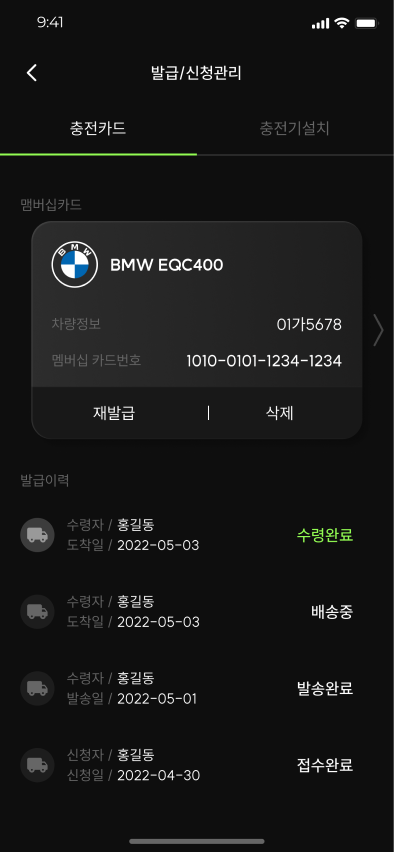 9:41
발급/신청관리
충전카드
충전기설치
맴버십카드
BMW
BMW EQC400
차량정보
01가5678
멤버십 카드번호
1010-0101-1234-1234
재발급 | 삭제
발급이력
수령자 / 홍길동
도착일 / 2022-05-03
수령완료
수령자 / 홍길동
도착일 / 2022-05-03
배송중
수령자 / 홍길동
발송일 / 2022-05-01
발송완료
신청자 / 홍길동
신청일 / 2022-04-30
접수완료